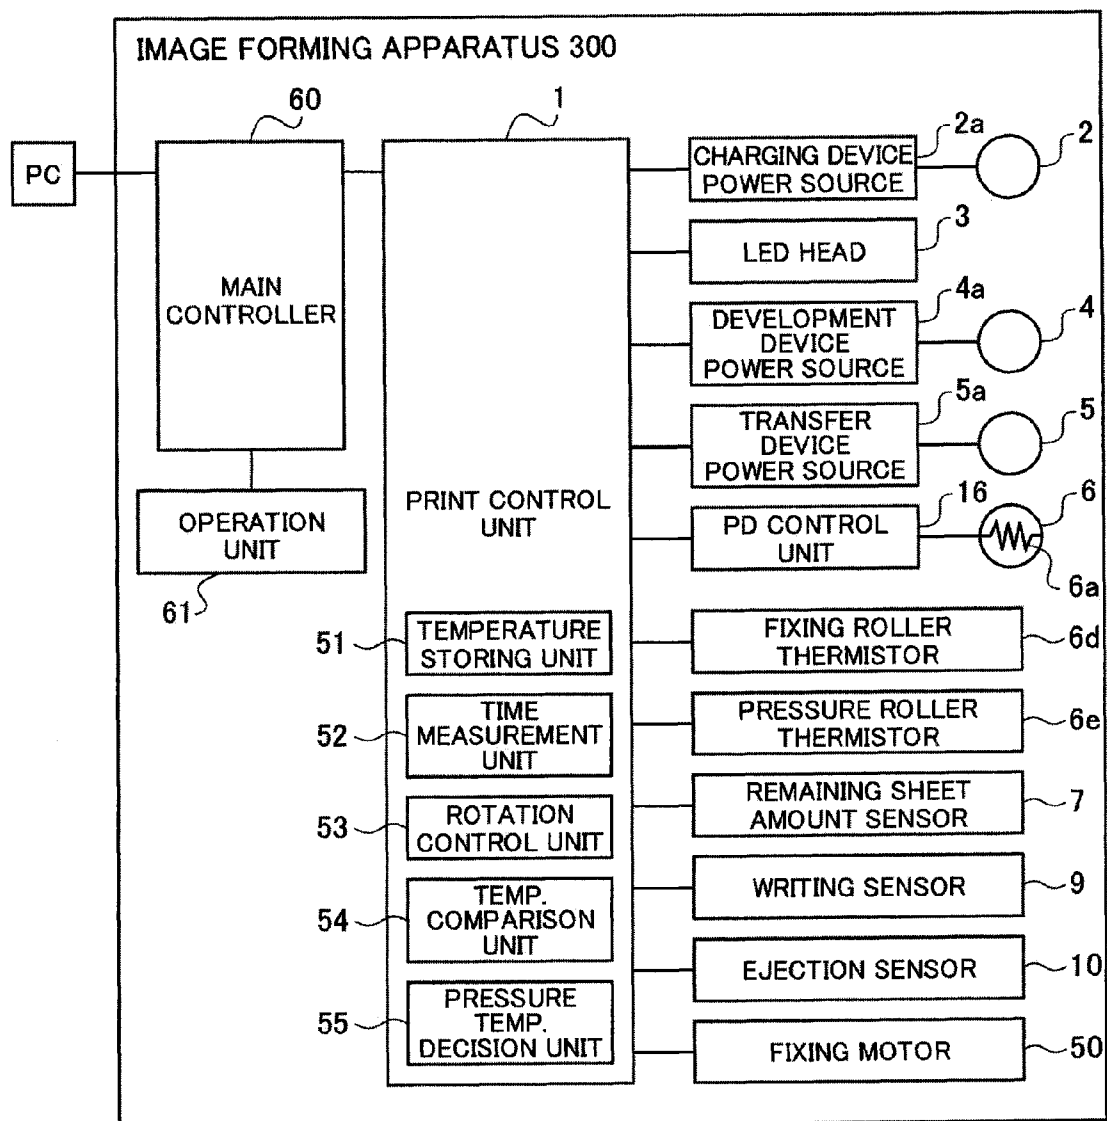 IMAGE FORMING APPARATUS 300
60
1
2a
2
PC
CHARGING DEVICE
POWER SOURCE
3
LED HEAD
MAIN
CONTROLLER
4a
4
DEVELOPMENT
DEVICE
POWER SOURCE
5a
5
TRANSFER
DEVICE
POWER SOURCE
PRINT CONTROL
UNIT
16
6
PD CONTROL
UNIT
6a
OPERATION
UNIT
61
51
TEMPERATURE
STORING UNIT
FIXING ROLLER
THERMISTOR
6d
52
TIME
MEASUREMENT
UNIT
PRESSURE ROLLER
THERMISTOR
6e
53
ROTATION
CONTROL UNIT
REMAINING SHEET
AMOUNT SENSOR
7
54
TEMP.
COMPARISON
UNIT
WRITING SENSOR
9
EJECTION SENSOR
10
55
PRESSURE
TEMP.
DECISION UNIT
FIXING MOTOR
50